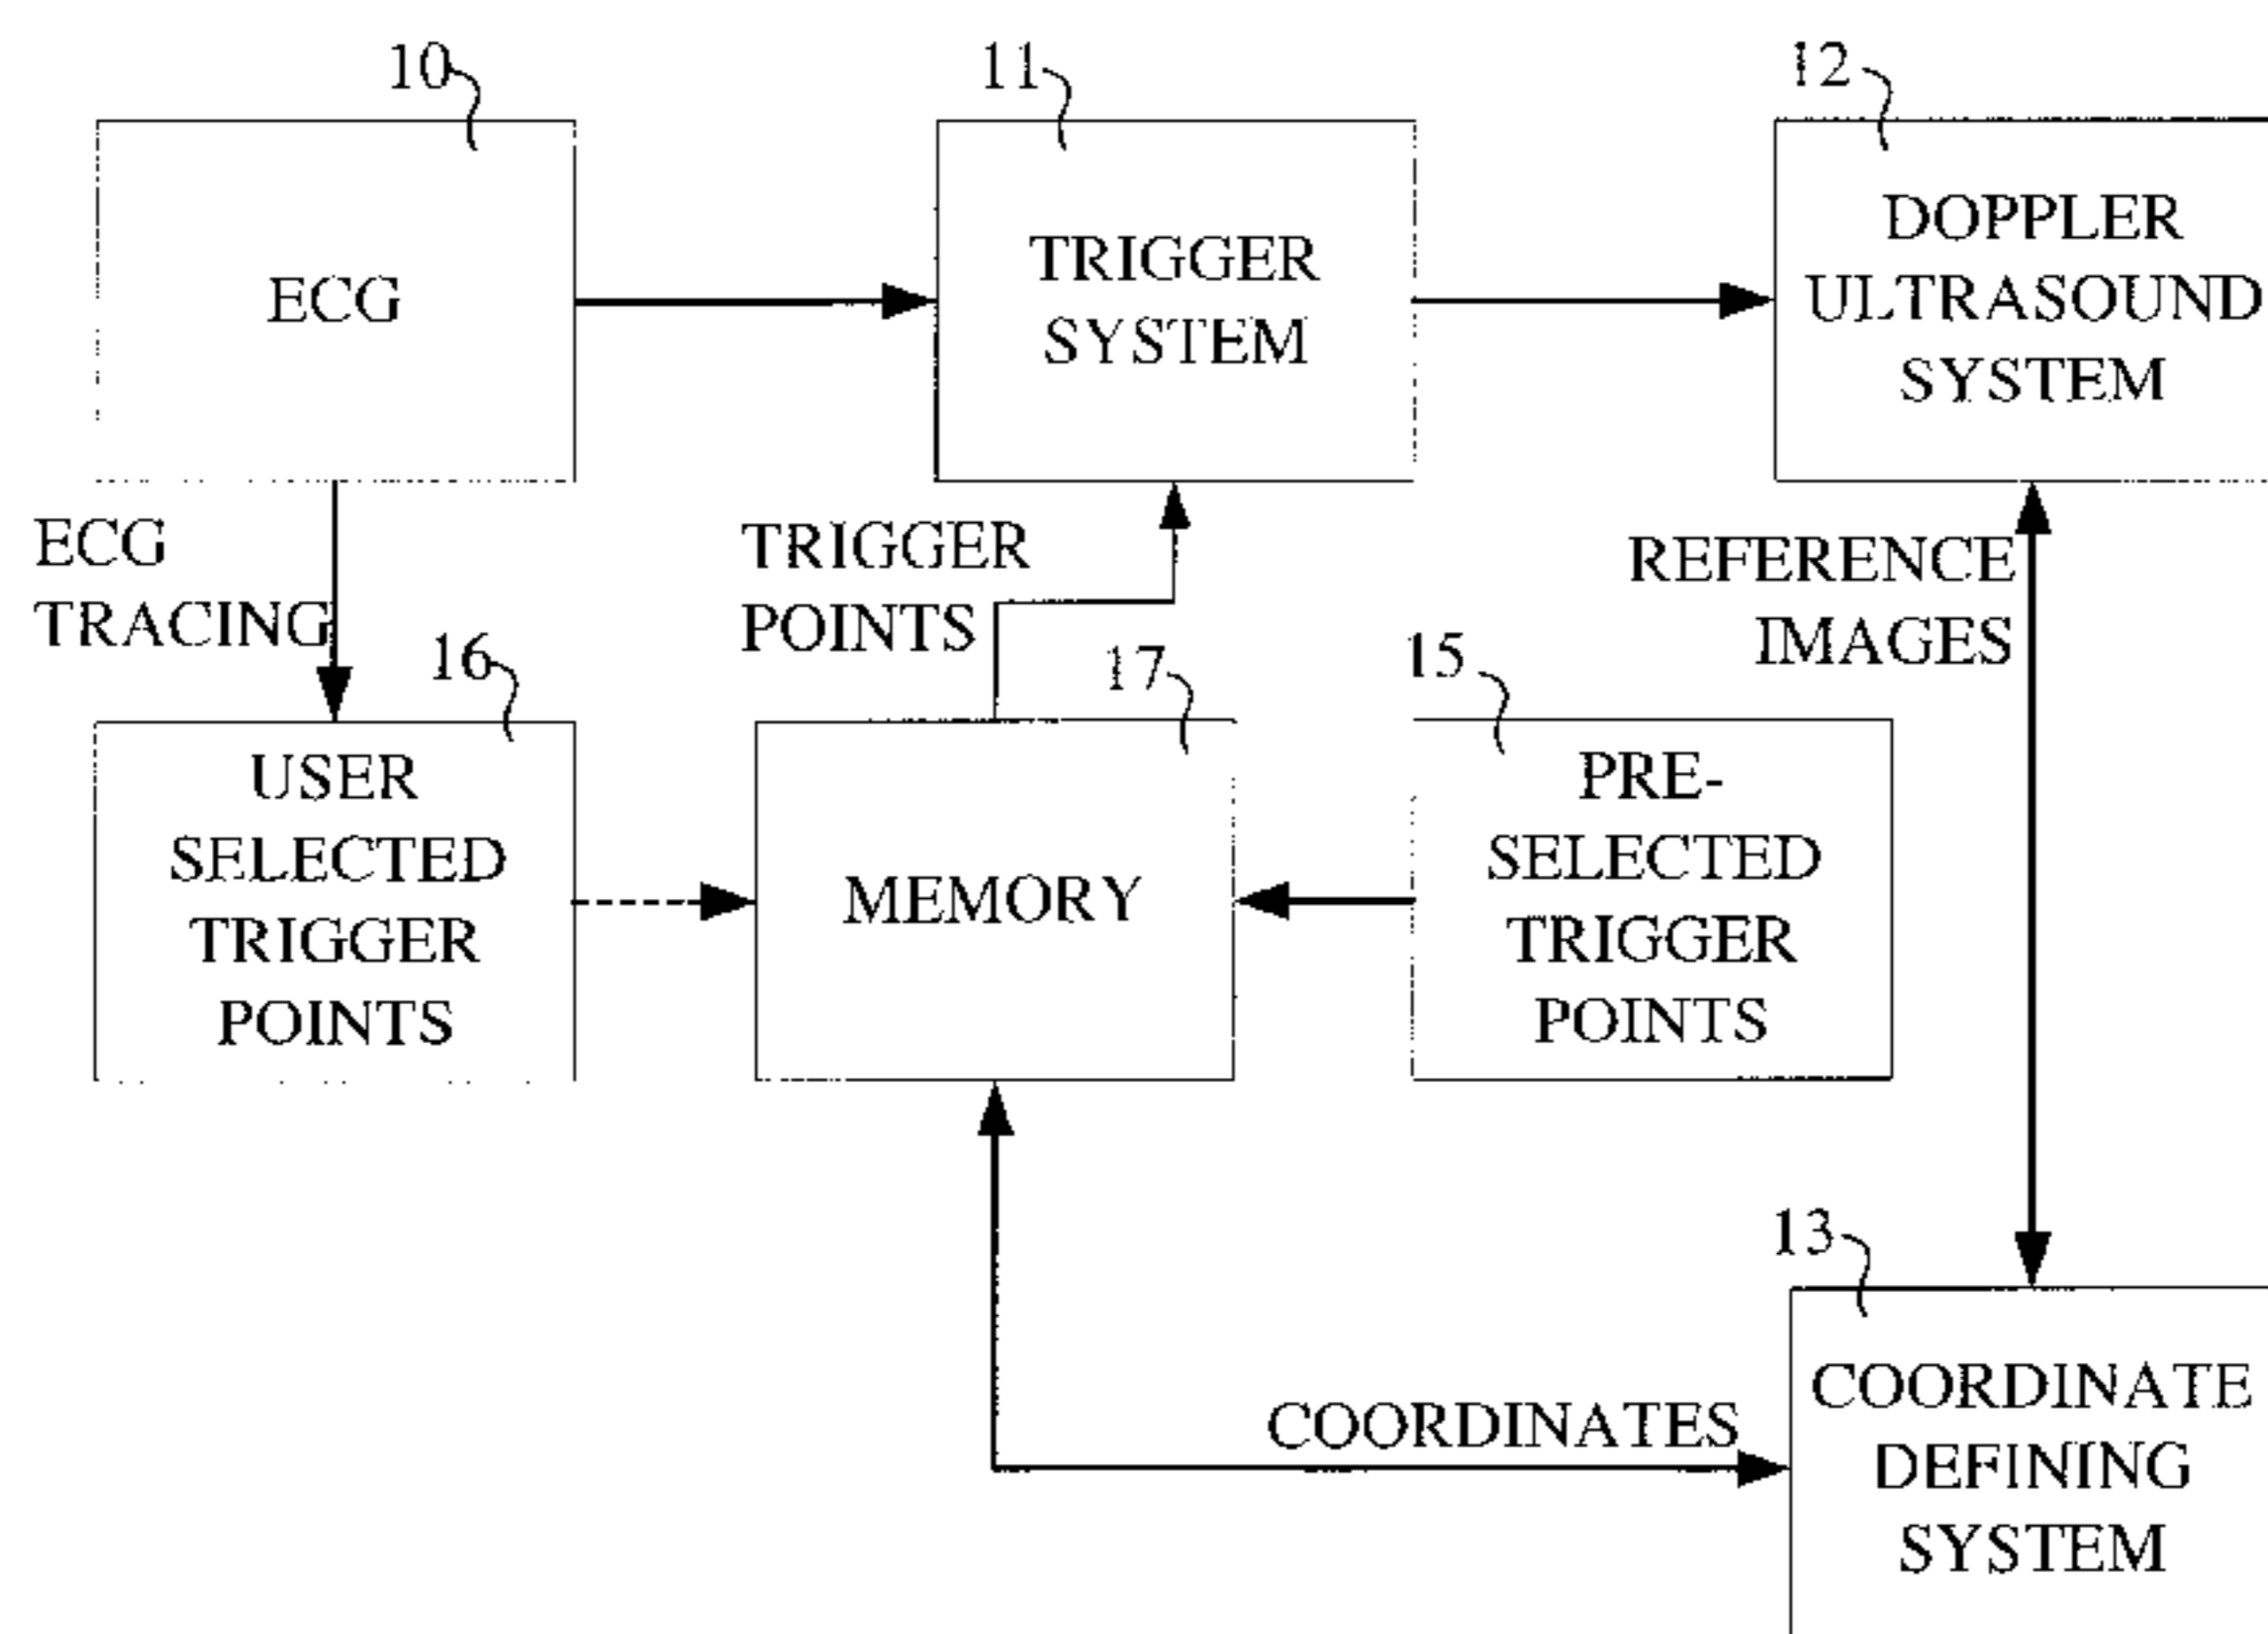 10
11
12
ECG
TRIGGER
SYSTEM
DOPPLER
ULTRASOUND
SYSTEM
ECG
TRACING
TRIGGER
POINTS
REFERENCE
IMAGES
16
17
15
USER
SELECTED
TRIGGER
POINTS
MEMORY
PRE-
SELECTED
TRIGGER
POINTS
13
COORDINATES
COORDINATE
DEFINING
SYSTEM